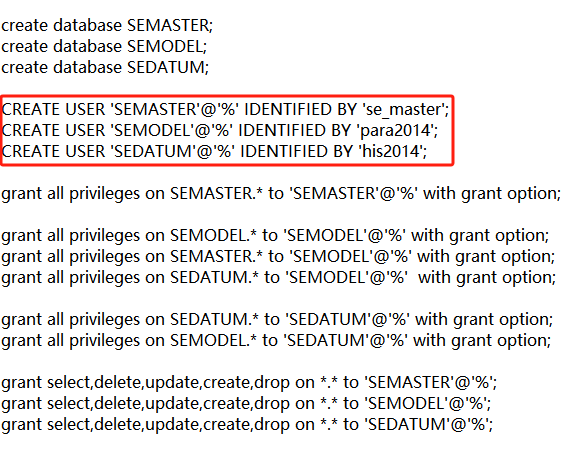 create database SEMASTER;
create database SEMODEL;
create database SEDATUM;
CREATE USER 'SEMASTER'@'%' IDENTIFIED BY 'se_master';
CREATE USER 'SEMODEL'@'%' IDENTIFIED BY 'para2014';
CREATE USER 'SEDATUM'@'%' IDENTIFIED BY 'his2014';
grant all privileges on SEMASTER.* to 'SEMASTER'@'%' with grant option;
grant all privileges on SEMODEL.* to 'SEMODEL'@'%' with grant option;
grant all privileges on SEMASTER.* to 'SEMODEL'@'%' with grant option;
grant all privileges on SEDATUM.* to 'SEMODEL'@'%'  with grant option;
grant all privileges on SEDATUM.* to 'SEDATUM'@'%' with grant option;
grant all privileges on SEMODEL.* to 'SEDATUM'@'%' with grant option;
grant select,delete,update,create,drop on *.* to 'SEMASTER'@'%';
grant select,delete,update,create,drop on *.* to 'SEMODEL'@'%';
grant select,delete,update,create,drop on *.* to 'SEDATUM'@'%';